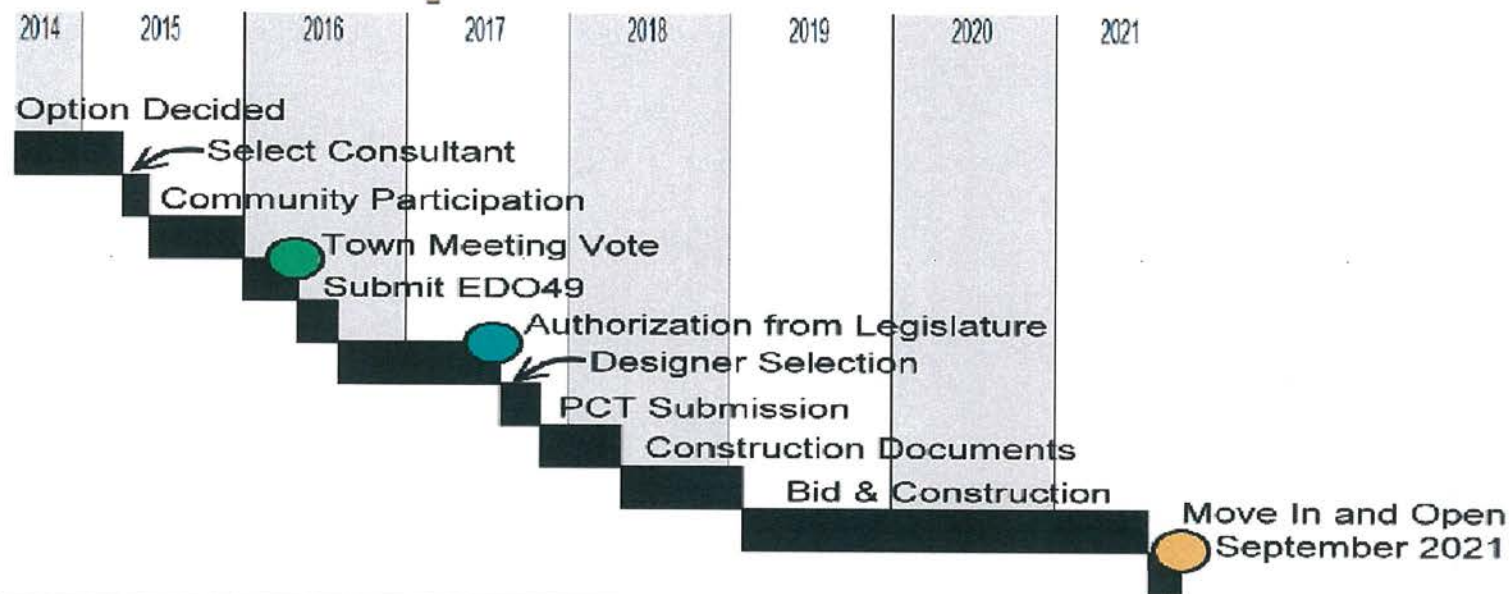 2014 2015 2016 2017 2018 2019 2020 2021
Option Decided
Select Consultant
Community Participation
Town Meeting Vote
Submit EDO49
Authorization from Legislature
Designer Selection
PCT Submission
Construction Documents
Bid & Construction
Move In and Open
September 2021